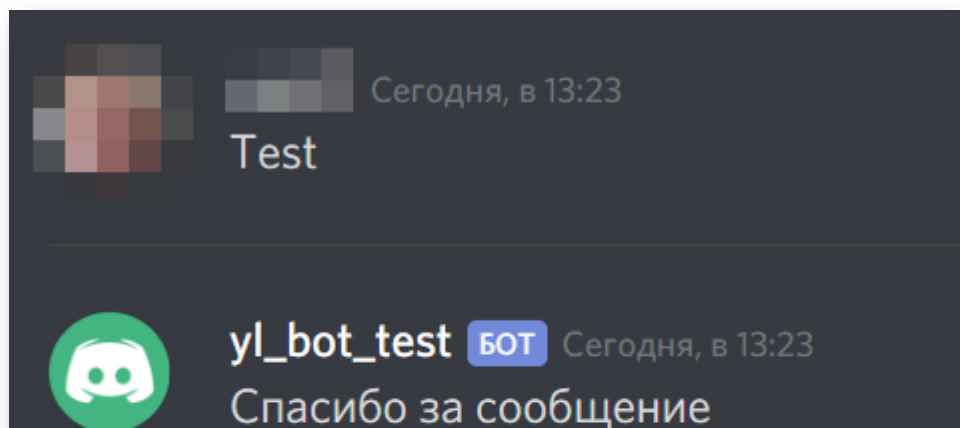 Сегодня, в 13:23
Test
yl_bot_test БОТ Сегодня, в 13:23
Спасибо за сообщение